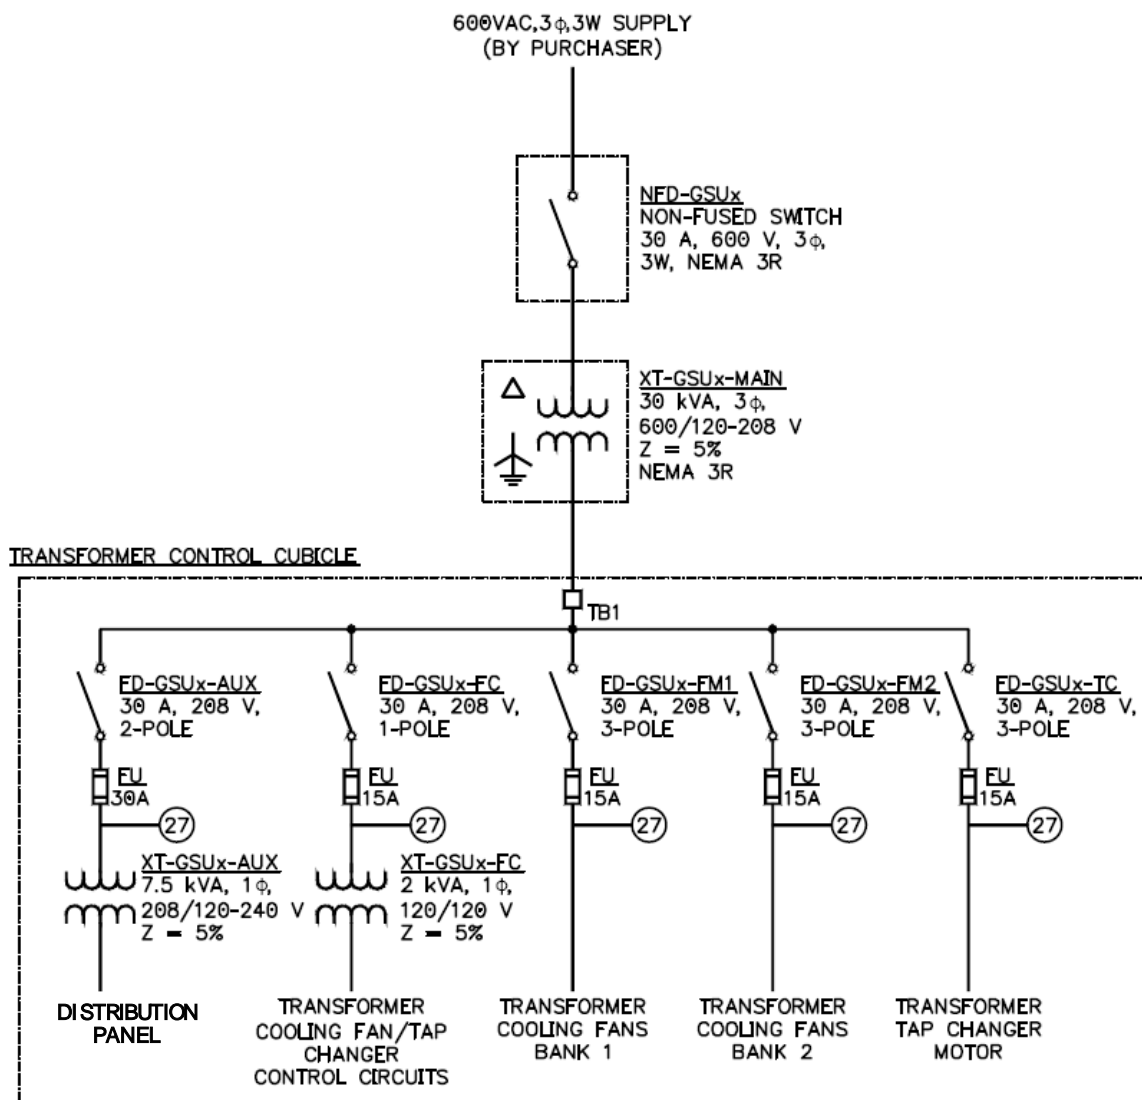 600VAC,3ϕ,3W SUPPLY
(BY PURCHASER)
NFD-GSUx
NON-FUSED SWITCH
30 A, 600 V, 3ϕ,
3W, NEMA 3R
XT-GSUx-MAIN
30 kVA, 3ϕ,
600/120-208 V
Z = 5%
NEMA 3R
TRANSFORMER CONTROL CUBICLE
TB1
FD-GSUx-AUX
30 A, 208 V,
2-POLE
FU
30A
27
XT-GSUx-AUX
7.5 kVA, 1ϕ,
208/120-240 V
Z = 5%
DISTRIBUTION
PANEL
FD-GSUx-FC
30 A, 208 V,
1-POLE
FU
15A
27
XT-GSUx-FC
2 kVA, 1ϕ,
120/120 V
Z = 5%
TRANSFORMER
COOLING FAN/TAP
CHANGER
CONTROL CIRCUITS
FD-GSUx-FM1
30 A, 208 V,
3-POLE
FU
15A
27
TRANSFORMER
COOLING FANS
BANK 1
FD-GSUx-FM2
30 A, 208 V,
3-POLE
FU
15A
27
TRANSFORMER
COOLING FANS
BANK 2
FD-GSUx-TC
30 A, 208 V,
3-POLE
FU
15A
27
TRANSFORMER
TAP CHANGER
MOTOR